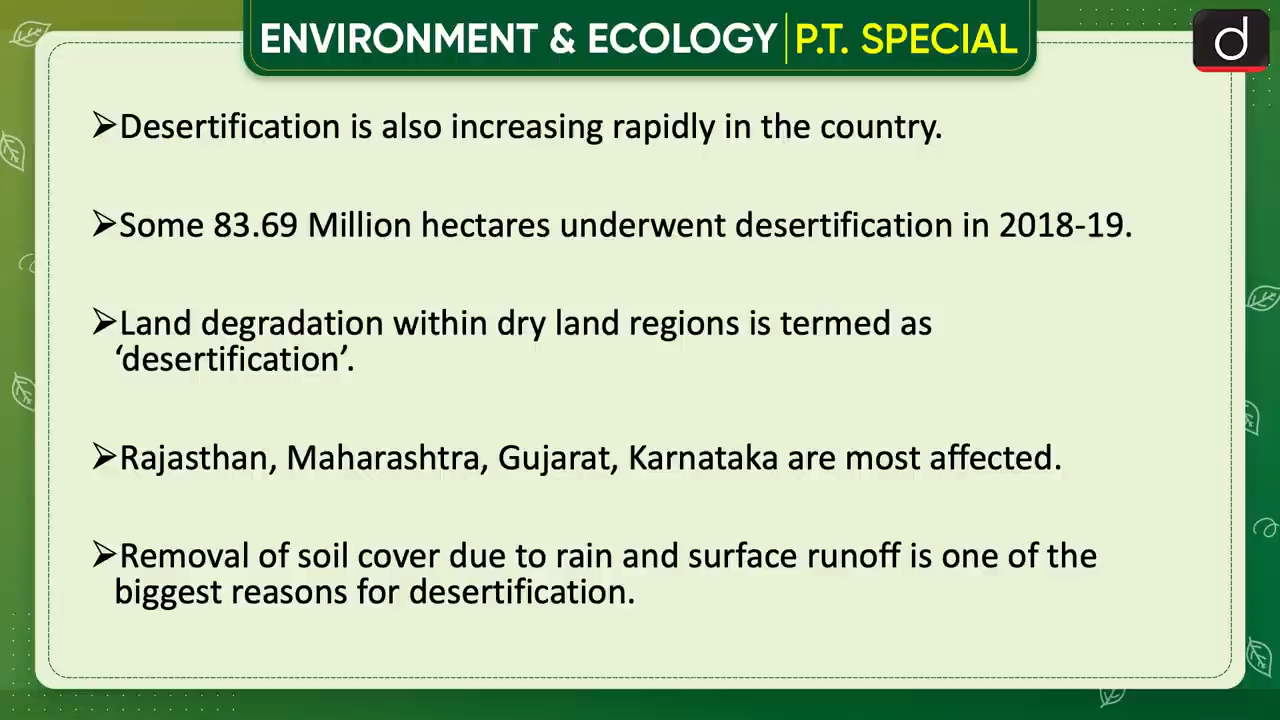 ENVIRONMENT & ECOLOGY | P.T. SPECIAL
d
➢Desertification is also increasing rapidly in the country.
➢Some 83.69 Million hectares underwent desertification in 2018-19.
➢Land degradation within dry land regions is termed as
‘desertification’.
➢Rajasthan, Maharashtra, Gujarat, Karnataka are most affected.
➢Removal of soil cover due to rain and surface runoff is one of the
biggest reasons for desertification.